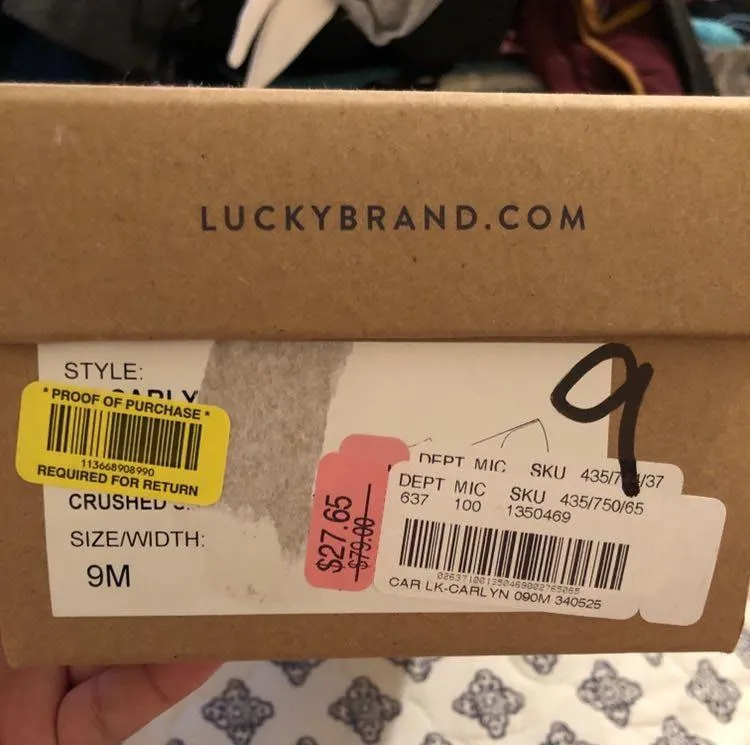 LUCKYBRAND.COM
STYLE:
* PROOF OF PURCHASE *
113668908990
REQUIRED FOR RETURN
CRUSHED
SIZE/WIDTH:
9M
9
$27.65
$79.00
DEPT MIC SKU
DEPT MIC SKU 435/750/65
637 100 1350469
CAR LK-CARLYN 090M 340525